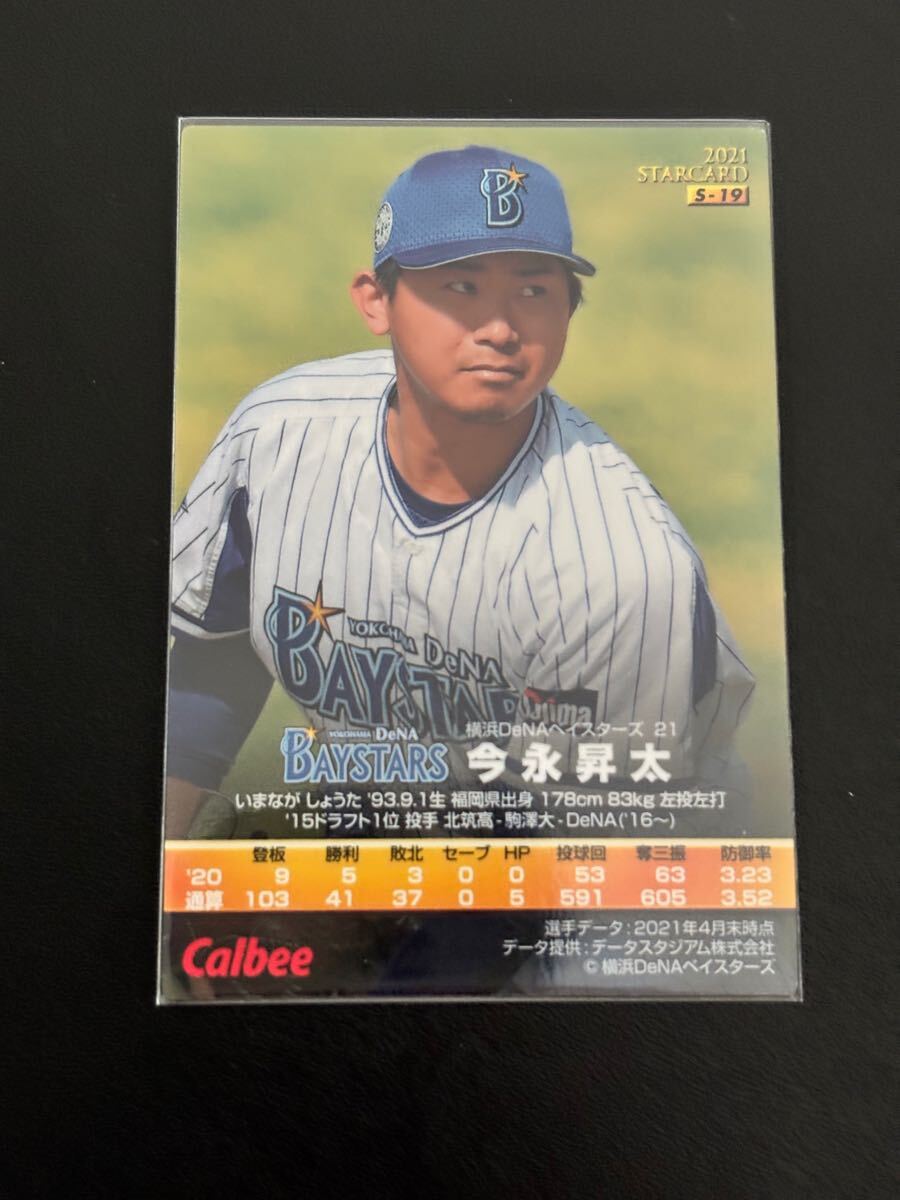 2021
STARCARD
S-19
B
YOKOHAMA DeNA
BAYSTARS
横浜DeNAベイスターズ 21
YOKOHAMA DeNA
BAYSTARS
今永昇太
いまなが しょうた '93.9.1生 福岡県出身 178cm 83kg 左投左打
'15ドラフト1位 投手 北筑高-駒澤大-DeNA('16~)
登板 勝利 敗北 セーブ HP 投球回 奪三振 防御率
'20 9 5 3 0 0 53 63 3.23
通算 103 41 37 0 5 591 605 3.52
選手データ:2021年4月末時点
データ提供:データスタジアム株式会社
© 横浜DeNAベイスターズ
Calbee